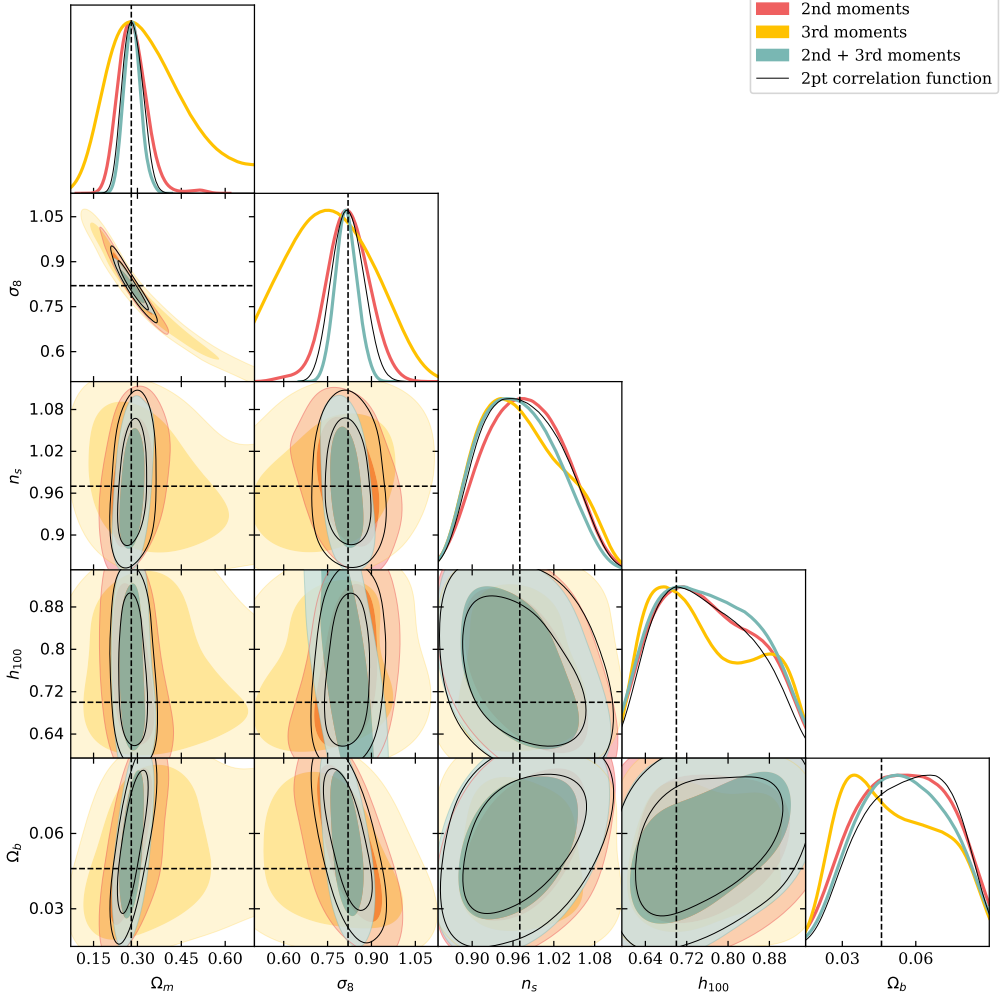 2nd moments
3rd moments
2nd + 3rd moments
2pt correlation function
1.05
0.9
0.75
0.6
σ8
1.08
1.02
0.96
0.9
ns
0.88
0.8
0.72
0.64
h100
0.06
0.03
Ωb
0.15 0.30 0.45 0.60
0.60 0.75 0.90 1.05
0.90 0.96 1.02 1.08
0.64 0.72 0.80 0.88
0.03 0.06
Ωm
σ8
ns
h100
Ωb